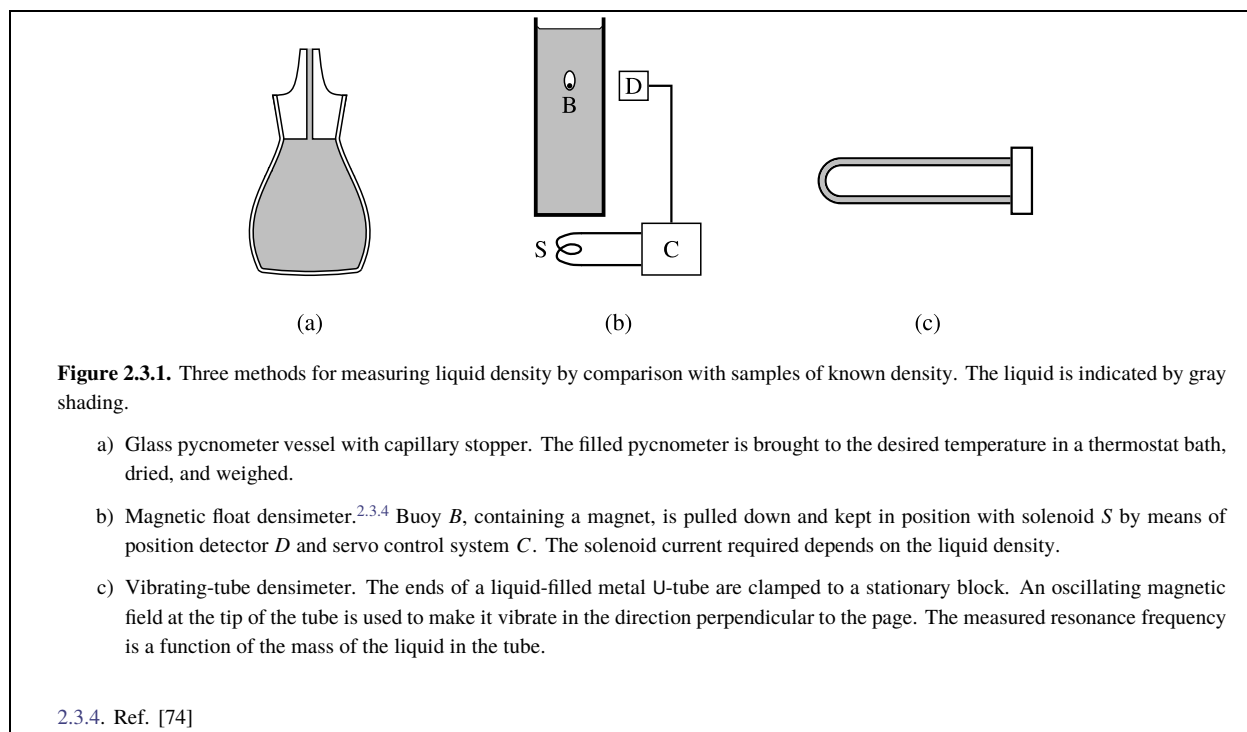 B
D
S
C
(a)
(b)
(c)
Figure 2.3.1. Three methods for measuring liquid density by comparison with samples of known density. The liquid is indicated by gray
shading.
a) Glass pycnometer vessel with capillary stopper. The filled pycnometer is brought to the desired temperature in a thermostat bath,
dried, and weighed.
b) Magnetic float densimeter.2.3.4 Buoy B, containing a magnet, is pulled down and kept in position with solenoid S by means of
position detector D and servo control system C. The solenoid current required depends on the liquid density.
c) Vibrating-tube densimeter. The ends of a liquid-filled metal U-tube are clamped to a stationary block. An oscillating magnetic
field at the tip of the tube is used to make it vibrate in the direction perpendicular to the page. The measured resonance frequency
is a function of the mass of the liquid in the tube.
2.3.4. Ref. [74]